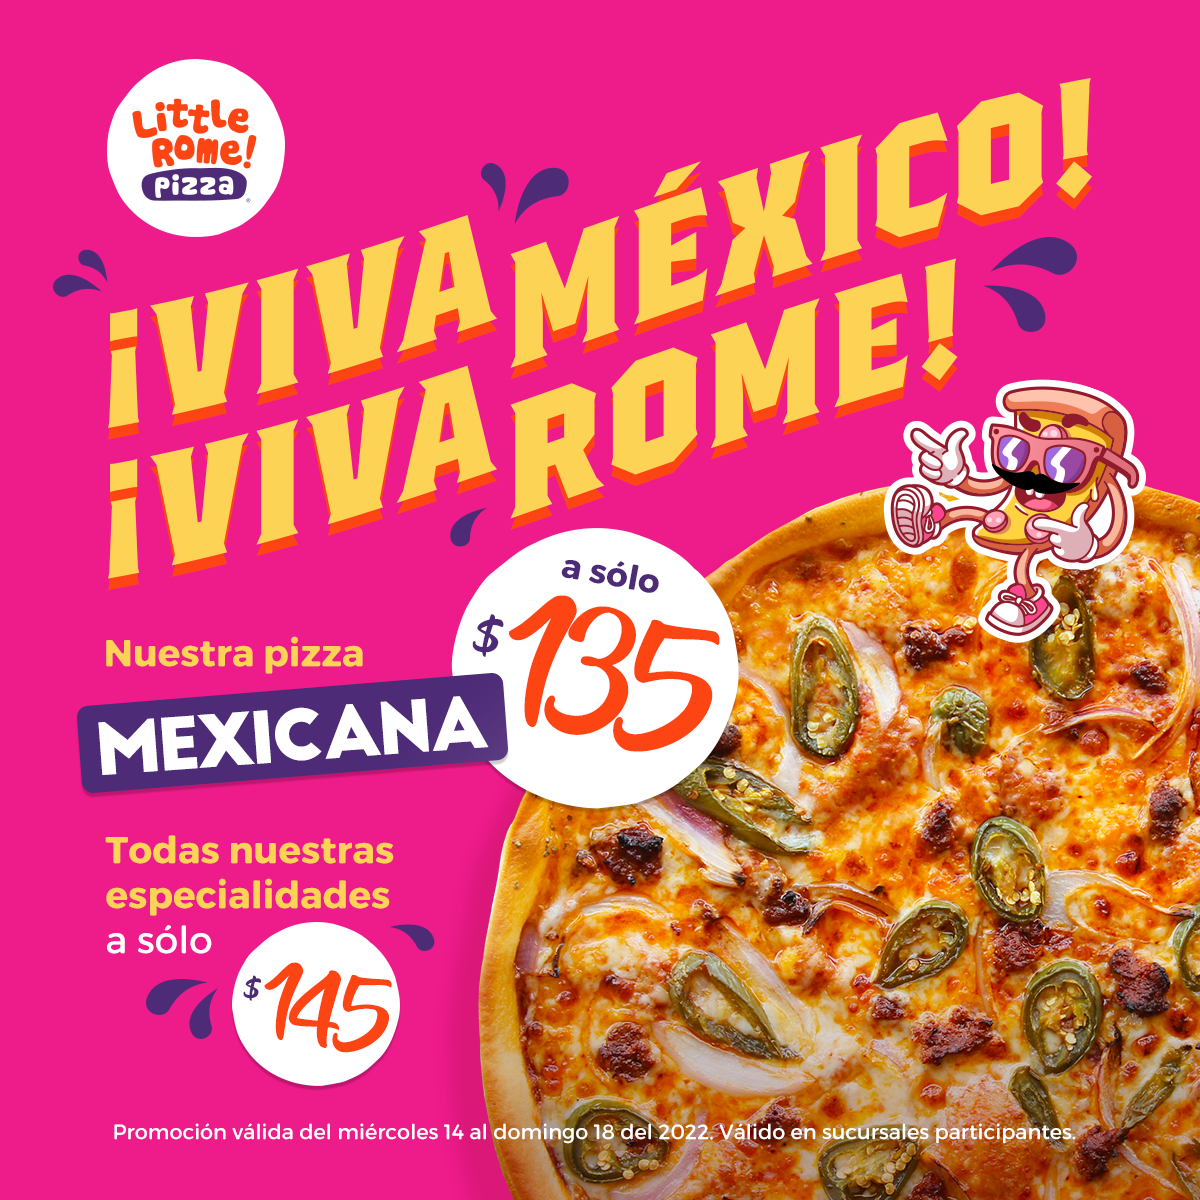 Little
Rome!
pizza
¡VIVA MÉXICO!
¡VIVA ROME!
a sólo
$135
Nuestra pizza
MEXICANA
Todas nuestras
especialidades
a sólo
$145
Promoción válida del miércoles 14 al domingo 18 del 2022. Válido en sucursales participantes.